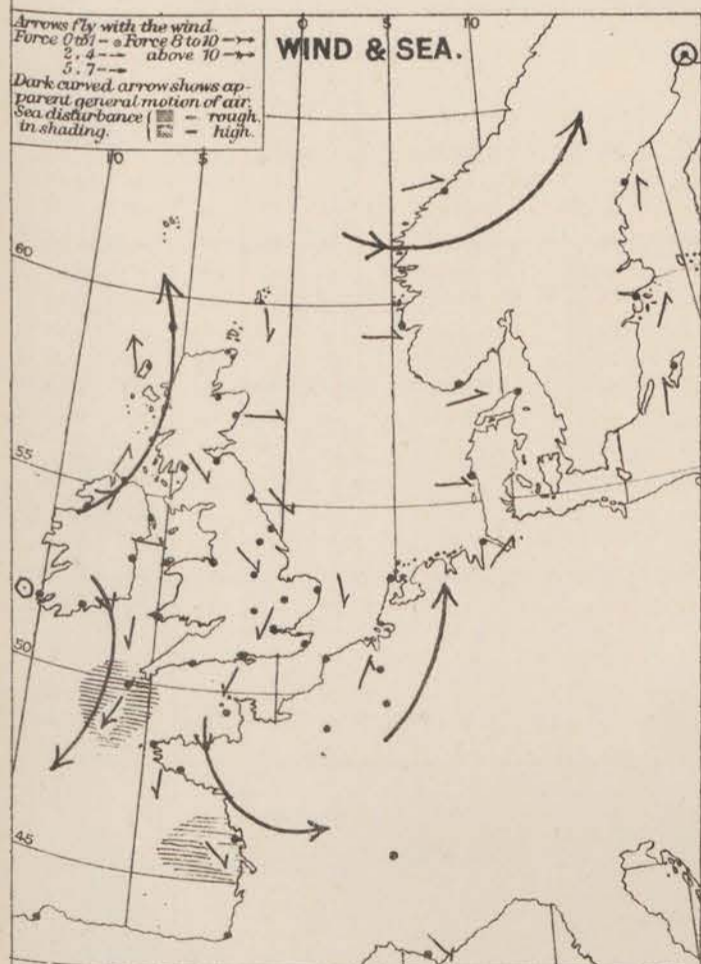 Arrows fly with the wind.
Force 0 to 1 - Force 8 to 10 -
2, 4 - above 10 -
5, 7 -
Dark curved arrow shows ap-
parent general motion of air.
Sea disturbance - rough.
in shading. - high.
WIND & SEA.
10
5
0
5
10
60
55
50
45